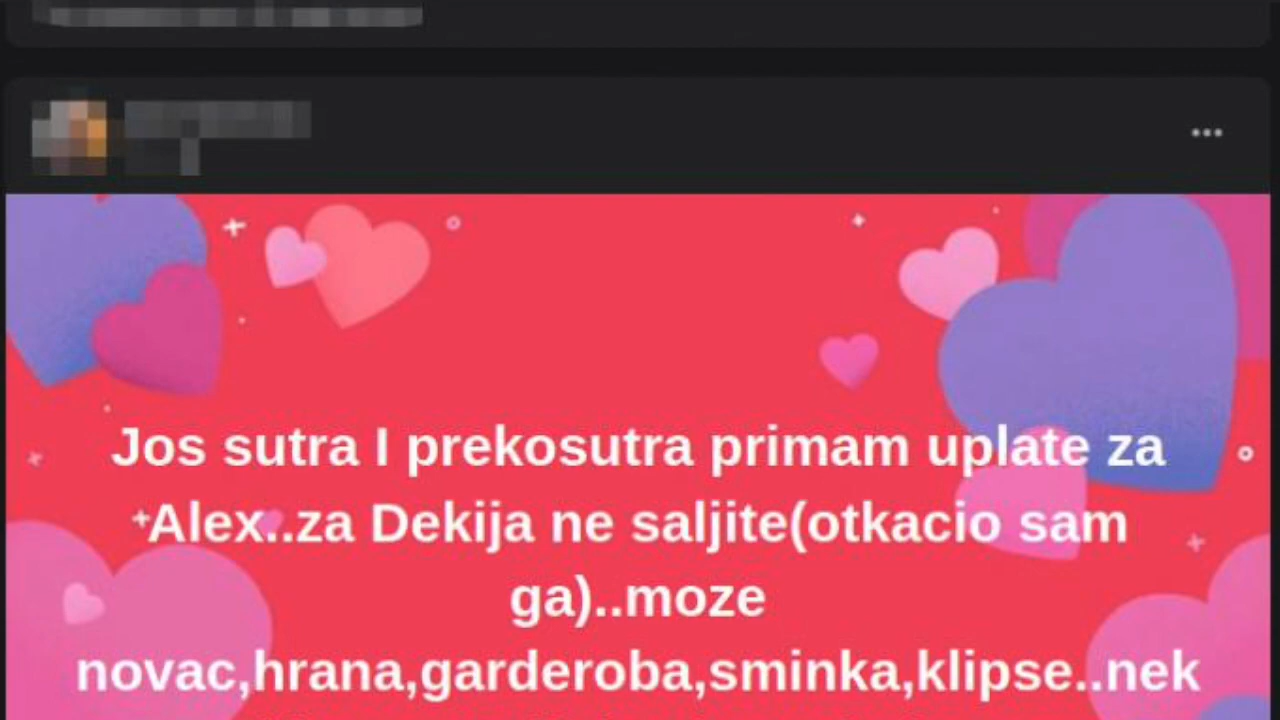 Jos sutra I prekosutra primam uplate za
Alex..za Dekija ne saljite(otkacio sam
ga)..moze
novac,hrana,garderoba,sminka,klipse..nek